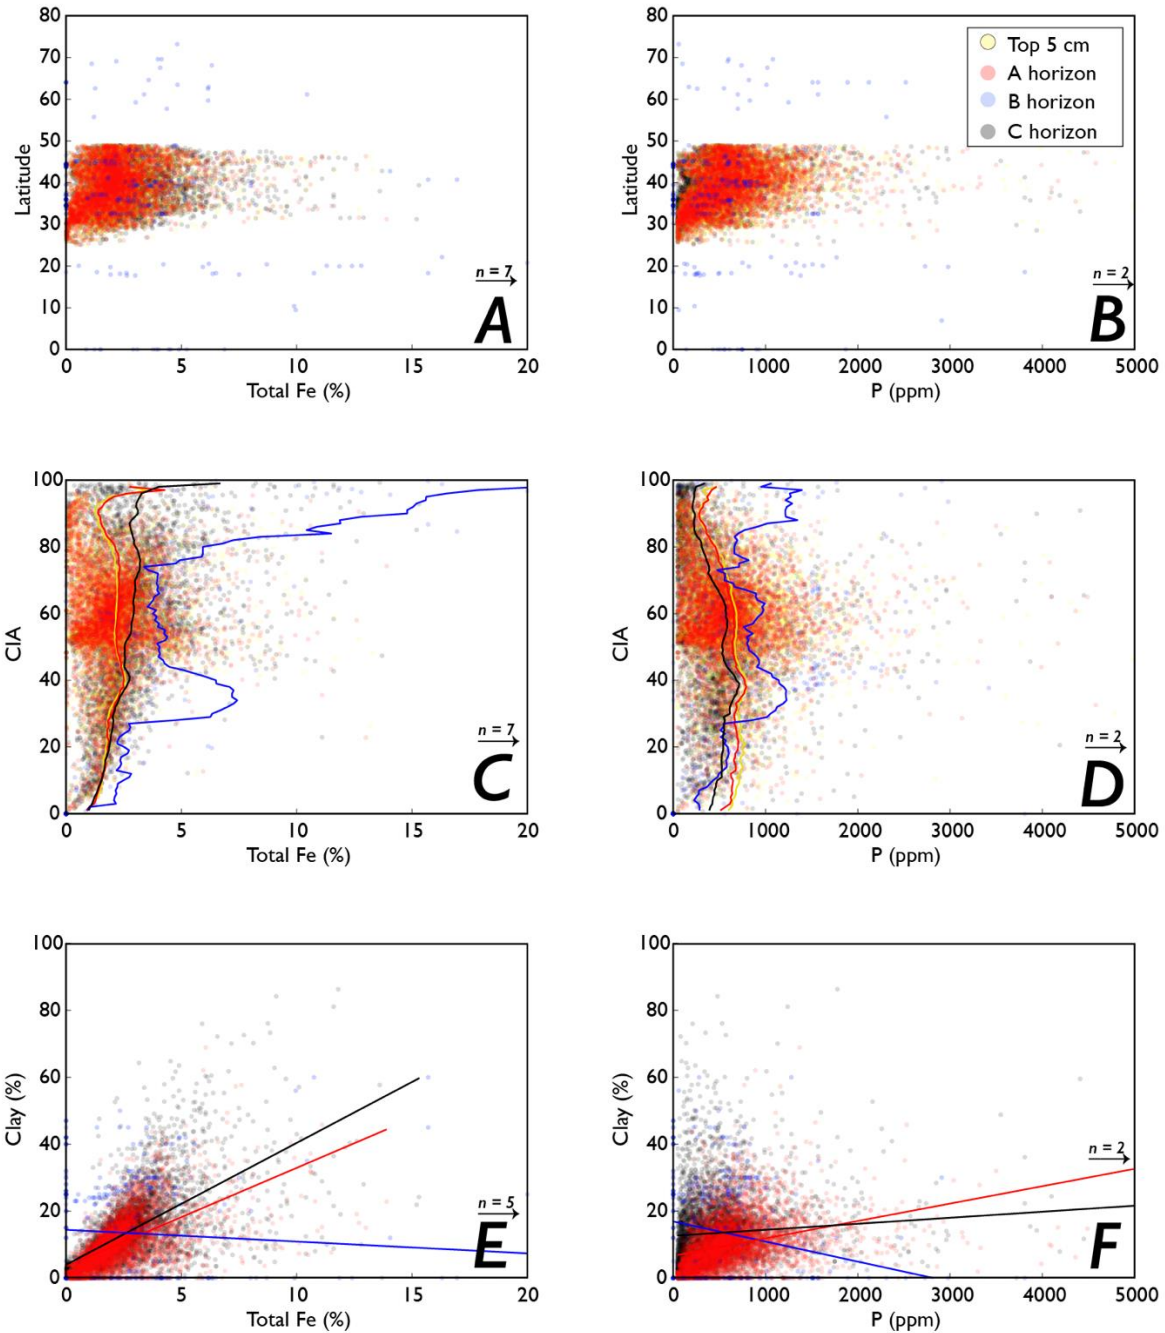 80
70
60
50
40
30
20
10
0
Latitude
0 5 10 15 20
Total Fe (%)
n = 7
A
80
70
60
50
40
30
20
10
0
Latitude
0 1000 2000 3000 4000 5000
P (ppm)
Top 5 cm
A horizon
B horizon
C horizon
n = 2
B
100
80
60
40
20
0
CIA
0 5 10 15 20
Total Fe (%)
n = 7
C
100
80
60
40
20
0
CIA
0 1000 2000 3000 4000 5000
P (ppm)
n = 2
D
100
80
60
40
20
0
Clay (%)
0 5 10 15 20
Total Fe (%)
n = 5
E
100
80
60
40
20
0
Clay (%)
0 1000 2000 3000 4000 5000
P (ppm)
n = 2
F